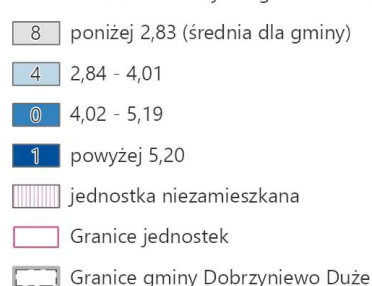 8 poniżej 2,83 (średnia dla gminy)
4 2,84 - 4,01
0 4,02 - 5,19
1 powyżej 5,20
jednostka niezamieszkana
Granice jednostek
Granice gminy Dobrzyniewo Duże